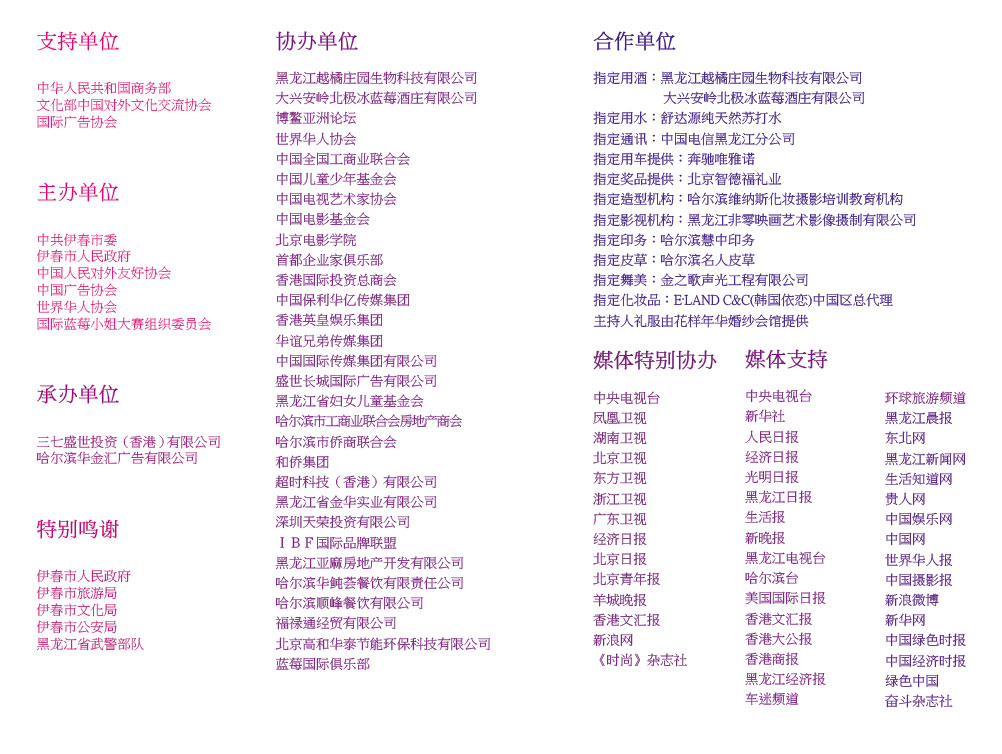 支持单位
中华人民共和国商务部
文化部中国对外文化交流协会
国际广告协会
主办单位
中共伊春市委
伊春市人民政府
中国人民对外友好协会
中国广告协会
世界华人协会
国际蓝莓小姐大赛组织委员会
承办单位
三七盛世投资（香港）有限公司
哈尔滨华金汇广告有限公司
特别鸣谢
伊春市人民政府
伊春市旅游局
伊春市文化局
伊春市公安局
黑龙江省武警部队
协办单位
黑龙江越橘庄园生物科技有限公司
大兴安岭北极冰蓝莓酒庄有限公司
博鳌亚洲论坛
世界华人协会
中国全国工商业联合会
中国儿童少年基金会
中国电视艺术家协会
中国电影基金会
北京电影学院
首都企业家俱乐部
香港国际投资总商会
中国保利华亿传媒集团
香港英皇娱乐集团
华谊兄弟传媒集团
中国国际传媒集团有限公司
盛世长城国际广告有限公司
黑龙江省妇女儿童基金会
哈尔滨市工商业联合会房地产商会
哈尔滨市侨商联合会
和侨集团
超时科技（香港）有限公司
黑龙江省金华实业有限公司
深圳天荣投资有限公司
ＩＢＦ国际品牌联盟
黑龙江亚麻房地产开发有限公司
哈尔滨华鲀荟餐饮有限责任公司
哈尔滨顺峰餐饮有限公司
福禄通经贸有限公司
北京高和华泰节能环保科技有限公司
蓝莓国际俱乐部
合作单位
指定用酒：黑龙江越橘庄园生物科技有限公司
大兴安岭北极冰蓝莓酒庄有限公司
指定用水：舒达源纯天然苏打水
指定通讯：中国电信黑龙江分公司
指定用车提供：奔驰唯雅诺
指定奖品提供：北京智德福礼业
指定造型机构：哈尔滨维纳斯化妆摄影培训教育机构
指定影视机构：黑龙江非零映画艺术影像摄制有限公司
指定印务：哈尔滨慧中印务
指定皮草：哈尔滨名人皮草
指定舞美：金之歌声光工程有限公司
指定化妆品：E·LAND C&C(韩国依恋)中国区总代理
主持人礼服由花样年华婚纱会馆提供
媒体特别协办
中央电视台
凤凰卫视
湖南卫视
北京卫视
东方卫视
浙江卫视
广东卫视
经济日报
北京日报
北京青年报
羊城晚报
香港文汇报
新浪网
《时尚》杂志社
媒体支持
中央电视台
新华社
人民日报
经济日报
光明日报
黑龙江日报
生活报
新晚报
黑龙江电视台
哈尔滨台
美国国际日报
香港文汇报
香港大公报
香港商报
黑龙江经济报
车迷频道
环球旅游频道
黑龙江晨报
东北网
黑龙江新闻网
生活知道网
贵人网
中国娱乐网
中国网
世界华人报
中国摄影报
新浪微博
新华网
中国绿色时报
中国经济时报
绿色中国
奋斗杂志社